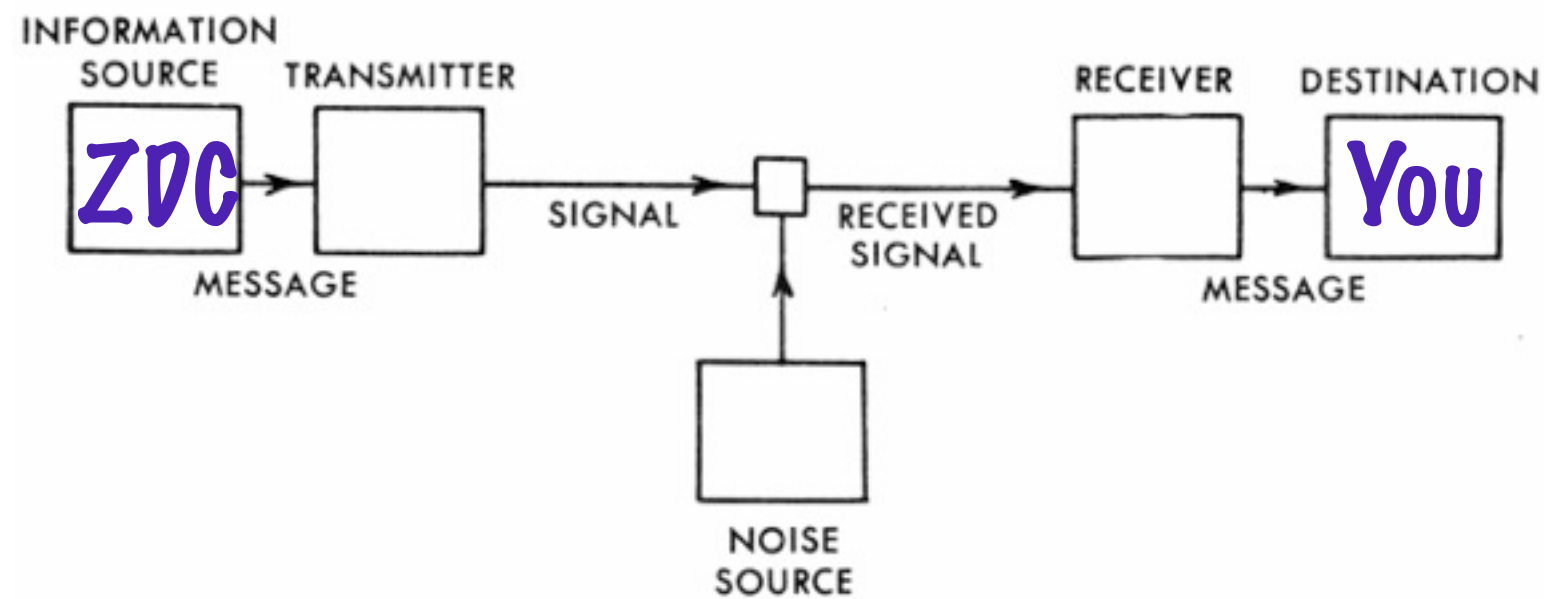 INFORMATION
SOURCE
TRANSMITTER
RECEIVER
DESTINATION
ZDC
You
SIGNAL
RECEIVED
SIGNAL
MESSAGE
MESSAGE
NOISE
SOURCE